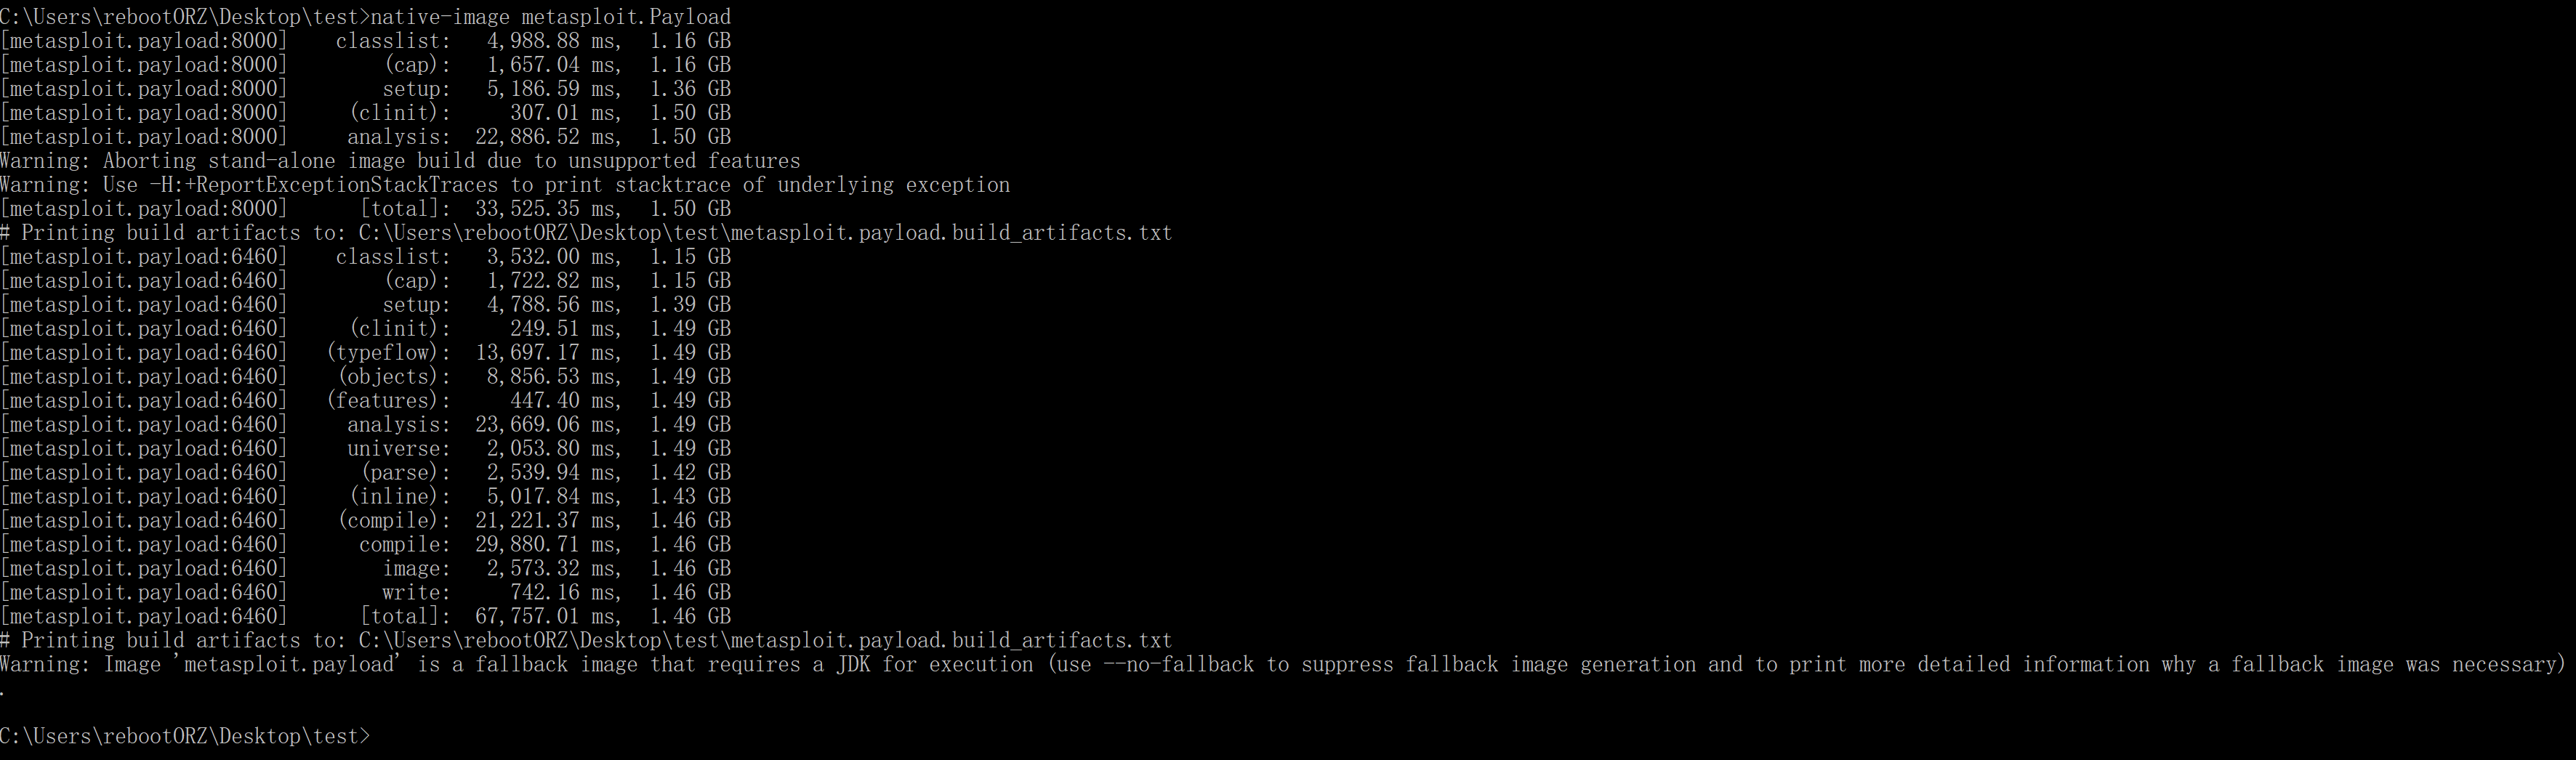 C:\Users\rebootORZ\Desktop\test>native-image metasploit.Payload
[metasploit.payload:8000]    classlist:   4,988.88 ms,  1.16 GB
[metasploit.payload:8000]        (cap):   1,657.04 ms,  1.16 GB
[metasploit.payload:8000]        setup:   5,186.59 ms,  1.36 GB
[metasploit.payload:8000]     (clinit):     307.01 ms,  1.50 GB
[metasploit.payload:8000]     analysis:  22,886.52 ms,  1.50 GB
Warning: Aborting stand-alone image build due to unsupported features
Warning: Use -H:+ReportExceptionStackTraces to print stacktrace of underlying exception
[metasploit.payload:8000]      [total]:  33,525.35 ms,  1.50 GB
# Printing build artifacts to: C:\Users\rebootORZ\Desktop\test\metasploit.payload.build_artifacts.txt
[metasploit.payload:6460]    classlist:   3,532.00 ms,  1.15 GB
[metasploit.payload:6460]        (cap):   1,722.82 ms,  1.15 GB
[metasploit.payload:6460]        setup:   4,788.56 ms,  1.39 GB
[metasploit.payload:6460]     (clinit):     249.51 ms,  1.49 GB
[metasploit.payload:6460]   (typeflow):  13,697.17 ms,  1.49 GB
[metasploit.payload:6460]    (objects):   8,856.53 ms,  1.49 GB
[metasploit.payload:6460]   (features):     447.40 ms,  1.49 GB
[metasploit.payload:6460]     analysis:  23,669.06 ms,  1.49 GB
[metasploit.payload:6460]     universe:   2,053.80 ms,  1.49 GB
[metasploit.payload:6460]      (parse):   2,539.94 ms,  1.42 GB
[metasploit.payload:6460]     (inline):   5,017.84 ms,  1.43 GB
[metasploit.payload:6460]    (compile):  21,221.37 ms,  1.46 GB
[metasploit.payload:6460]      compile:  29,880.71 ms,  1.46 GB
[metasploit.payload:6460]        image:   2,573.32 ms,  1.46 GB
[metasploit.payload:6460]        write:     742.16 ms,  1.46 GB
[metasploit.payload:6460]      [total]:  67,757.01 ms,  1.46 GB
# Printing build artifacts to: C:\Users\rebootORZ\Desktop\test\metasploit.payload.build_artifacts.txt
Warning: Image 'metasploit.payload' is a fallback image that requires a JDK for execution (use --no-fallback to suppress fallback image generation and to print more detailed information why a fallback image was necessary)
.
C:\Users\rebootORZ\Desktop\test>